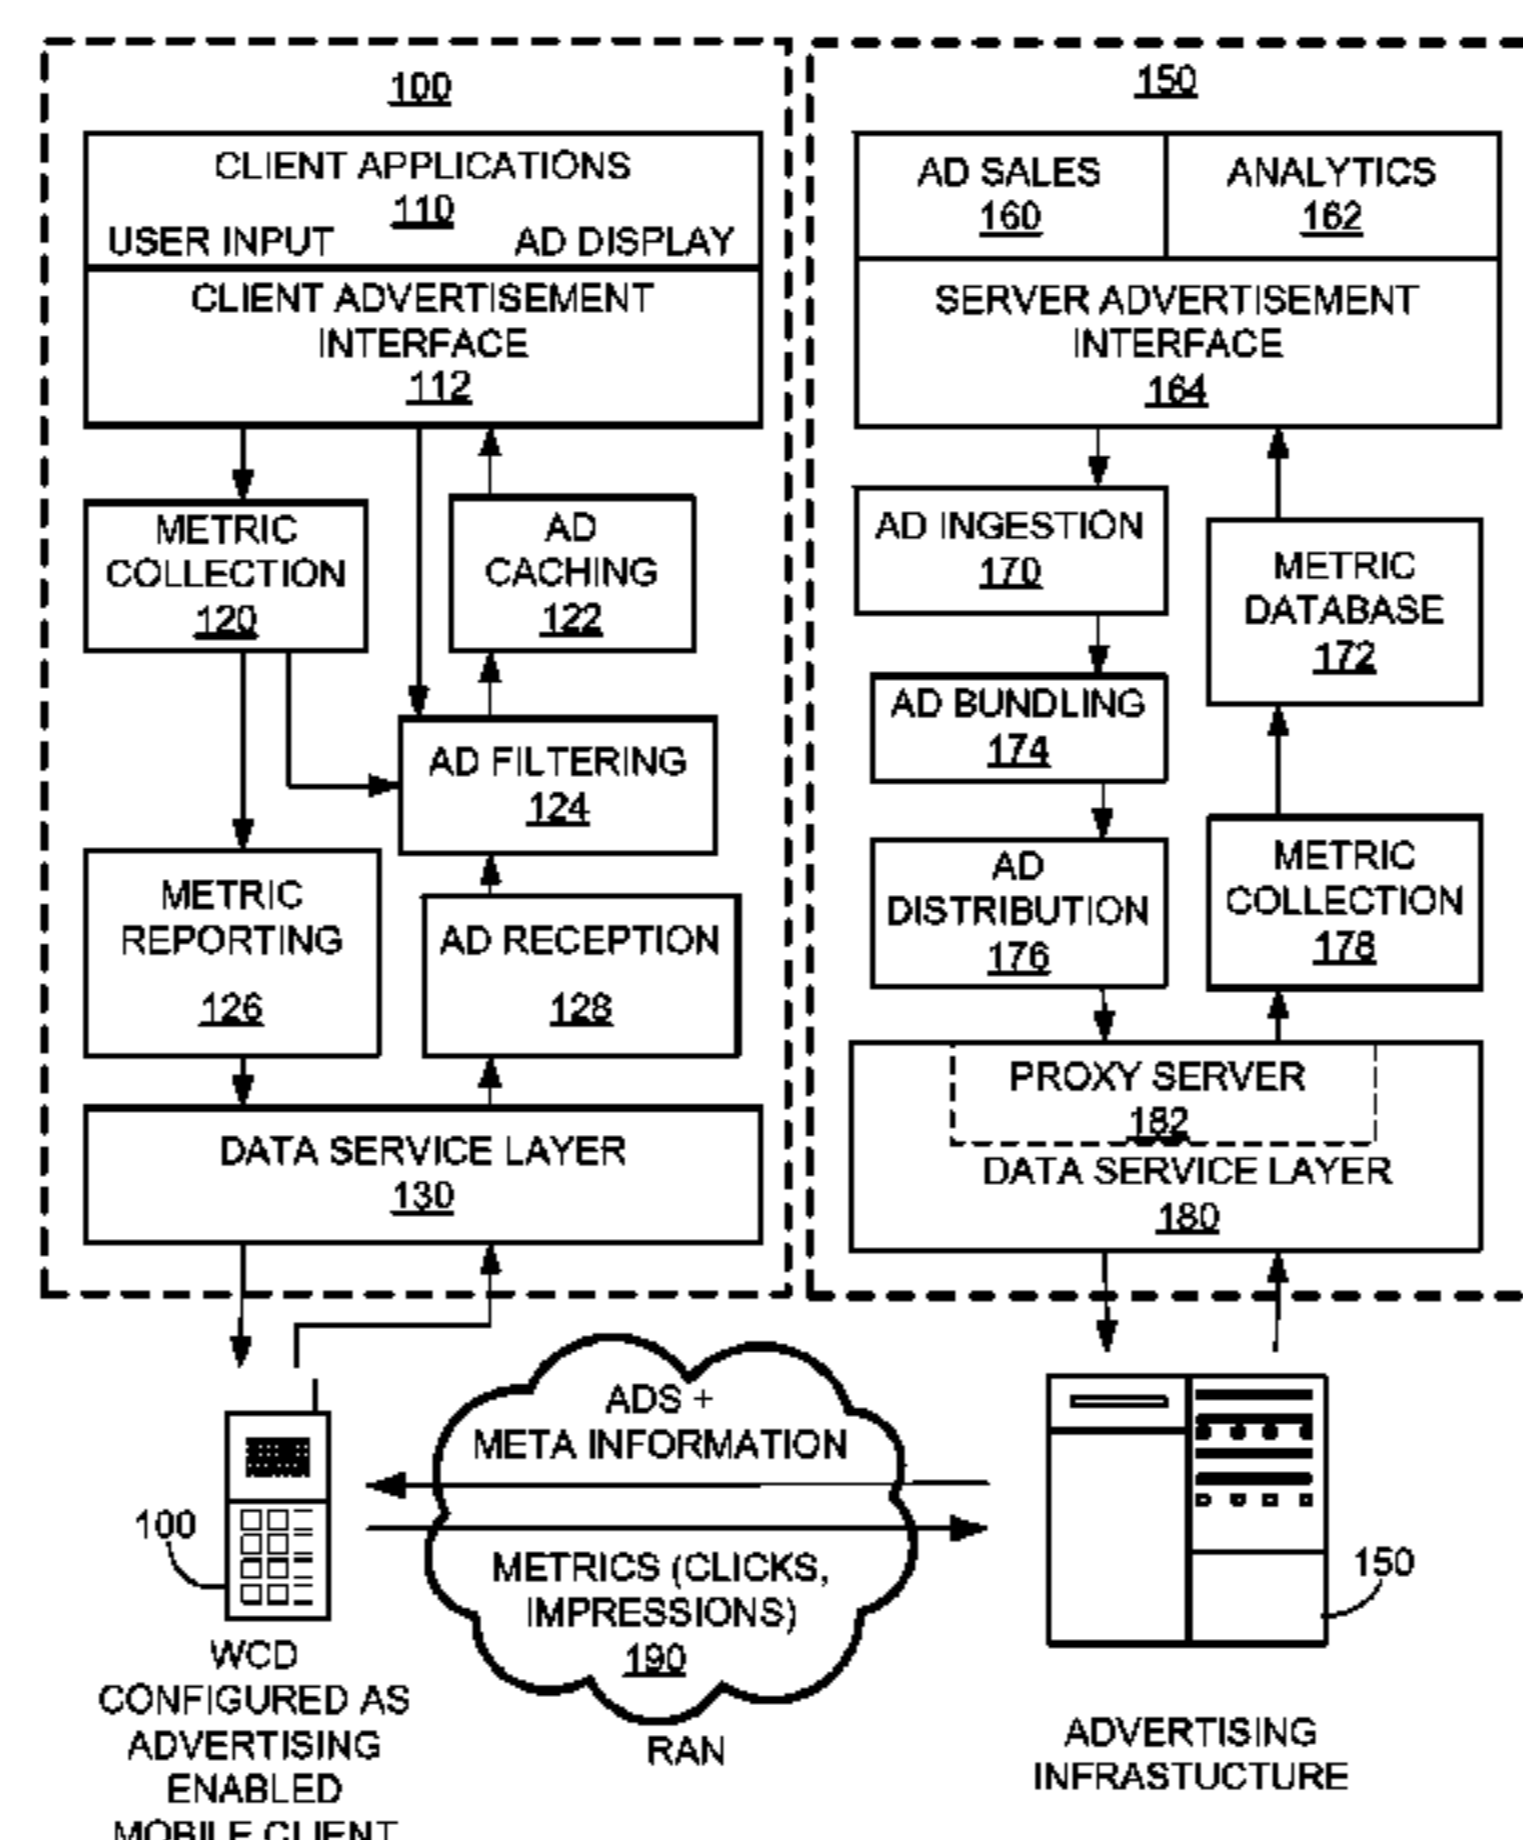 100
CLIENT APPLICATIONS
110
USER INPUT AD DISPLAY
CLIENT ADVERTISEMENT
INTERFACE
112
METRIC
COLLECTION
120
AD
CACHING
122
AD FILTERING
124
METRIC
REPORTING
126
AD RECEPTION
128
DATA SERVICE LAYER
130
150
AD SALES
160
ANALYTICS
162
SERVER ADVERTISEMENT
INTERFACE
164
AD INGESTION
170
METRIC
DATABASE
172
AD BUNDLING
174
AD
DISTRIBUTION
176
METRIC
COLLECTION
178
PROXY SERVER
182
DATA SERVICE LAYER
180
ADS +
META INFORMATION
METRICS (CLICKS,
IMPRESSIONS)
190
RAN
100
WCD
CONFIGURED AS
ADVERTISING
ENABLED
MOBILE CLIENT
150
ADVERTISING
INFRASTUCTURE